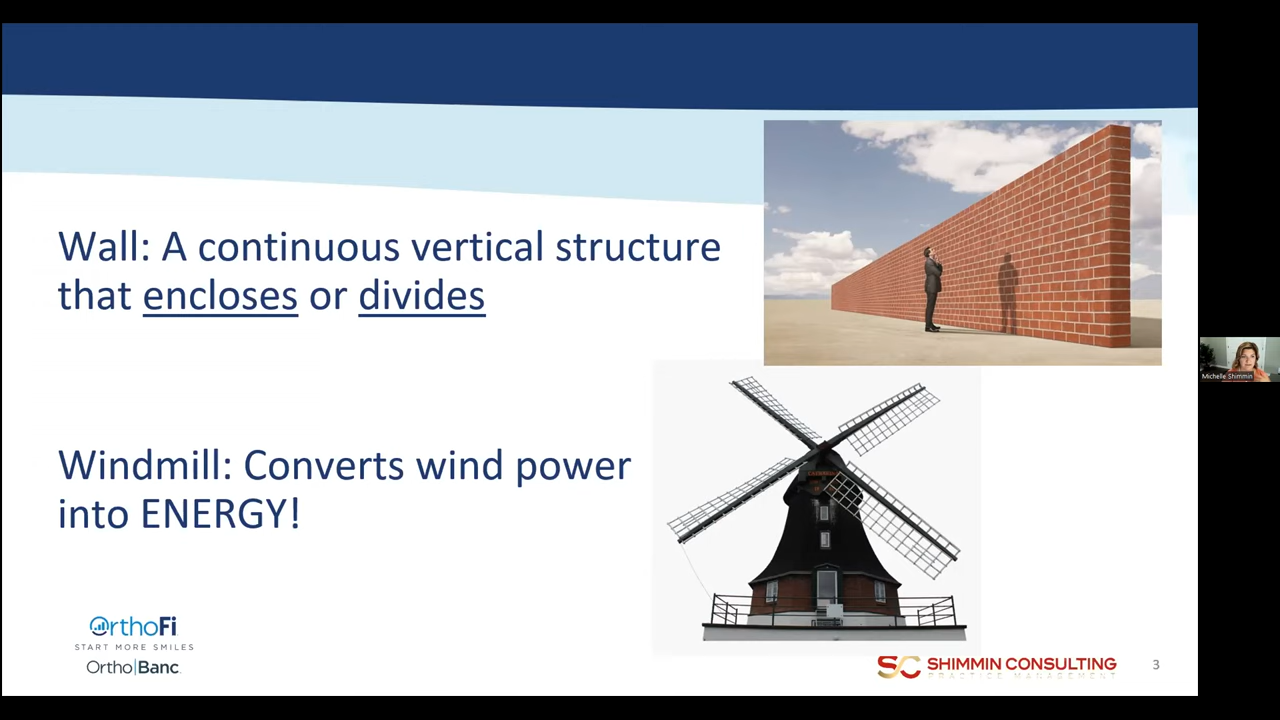 Wall: A continuous vertical structure
that encloses or divides
Windmill: Converts wind power
into ENERGY!
OrthoFi
START MORE SMILES
Ortho|Banc
SC SHIMMIN CONSULTING
PRACTICE MANAGEMENT
3
Michelle Shimmin